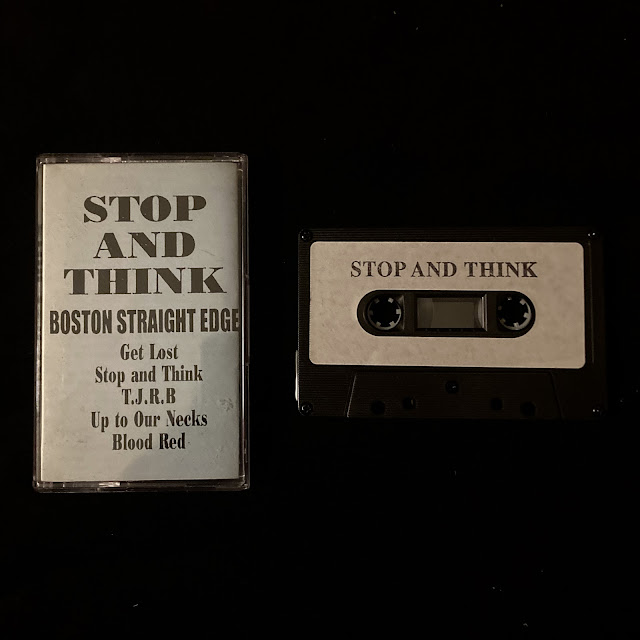 STOP
AND
THINK
BOSTON STRAIGHT EDGE
Get Lost
Stop and Think
T.J.R.B
Up to Our Necks
Blood Red
STOP AND THINK